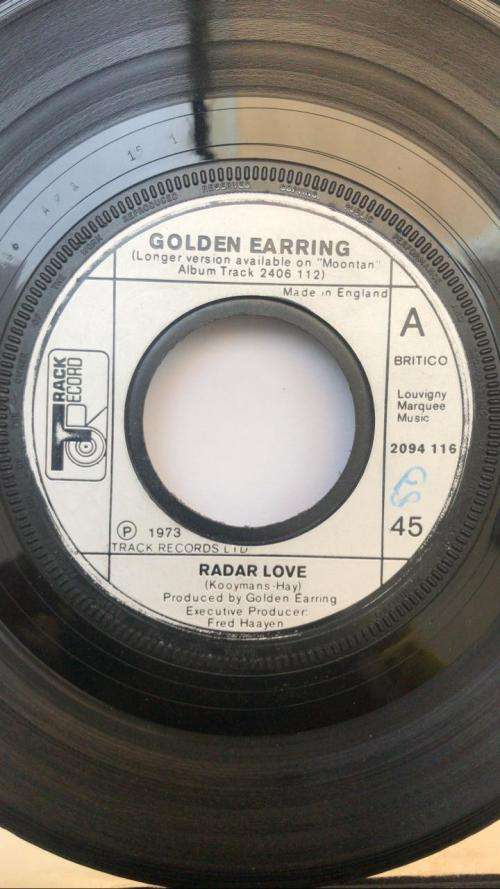 GOLDEN EARRING
(Longer version available on "Moontan"
Album Track 2406 112)
Made in England
A
BRITICO
Louvigny
Marquee
Music
2094 116
45
TRACK
RECORD
Ⓟ 1973
TRACK RECORDS LTD
RADAR LOVE
(Kooymans-Hay)
Produced by Golden Earring
Executive Producer:
Fred Haayen